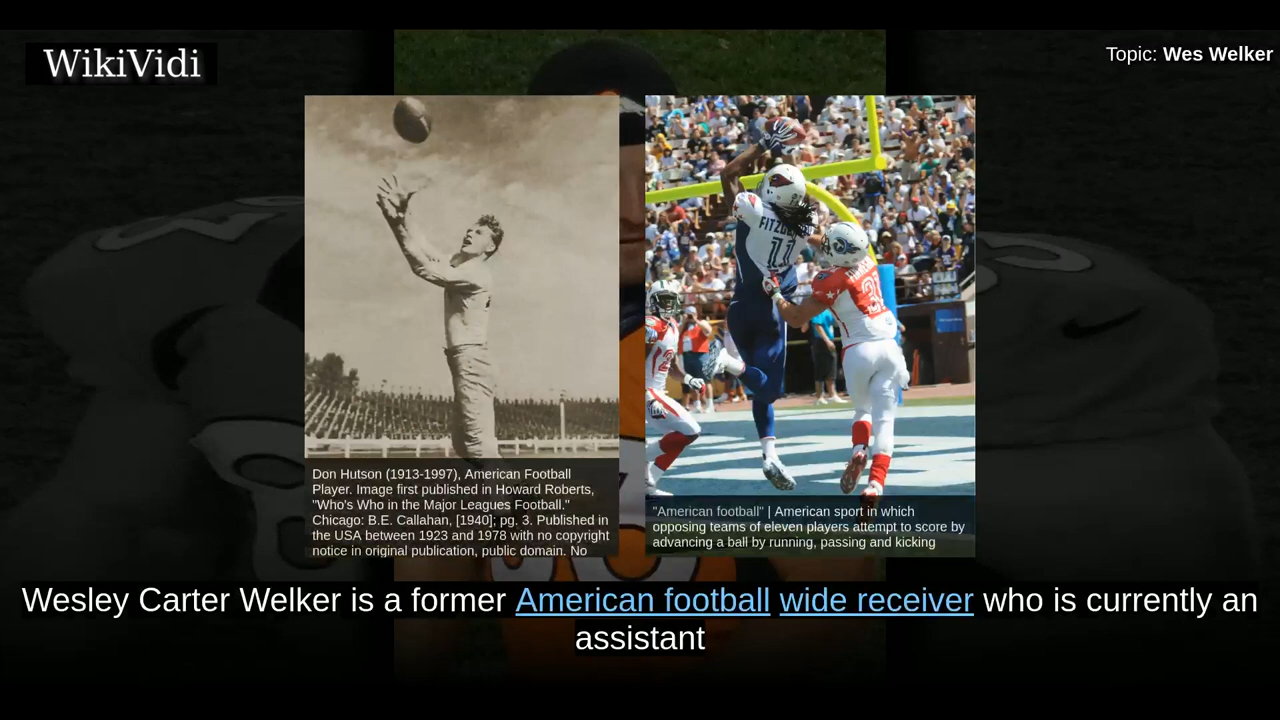 WikiVidi
Topic: Wes Welker
FITZG
11
31
Don Hutson (1913-1997), American Football
Player. Image first published in Howard Roberts,
"Who's Who in the Major Leagues Football."
Chicago: B.E. Callahan, [1940]; pg. 3. Published in
the USA between 1923 and 1978 with no copyright
notice in original publication, public domain. No
"American football" | American sport in which
opposing teams of eleven players attempt to score by
advancing a ball by running, passing and kicking
Wesley Carter Welker is a former American football wide receiver who is currently an
assistant